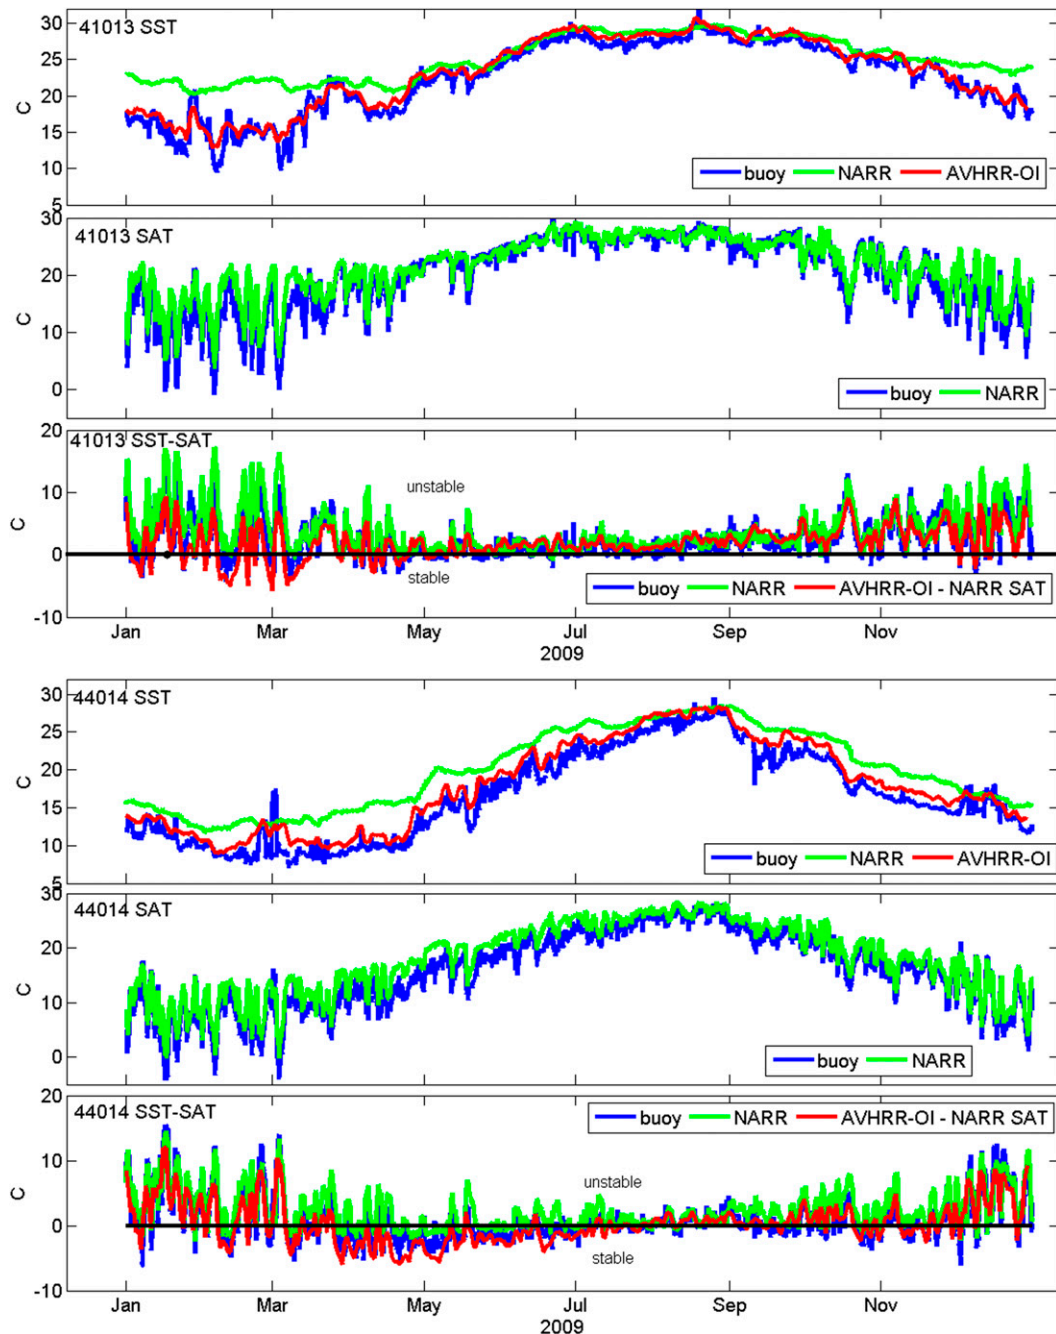 41013 SST
30
25
20
15
10
5
C
buoy NARR AVHRR-OI
41013 SAT
30
20
10
0
C
buoy NARR
41013 SST-SAT
20
10
0
-10
C
unstable
stable
buoy NARR AVHRR-OI - NARR SAT
Jan Mar May Jul Sep Nov
2009
44014 SST
30
25
20
15
10
5
C
buoy NARR AVHRR-OI
44014 SAT
30
20
10
0
C
buoy NARR
44014 SST-SAT
20
10
0
-10
C
buoy NARR AVHRR-OI - NARR SAT
unstable
stable
Jan Mar May Jul Sep Nov
2009